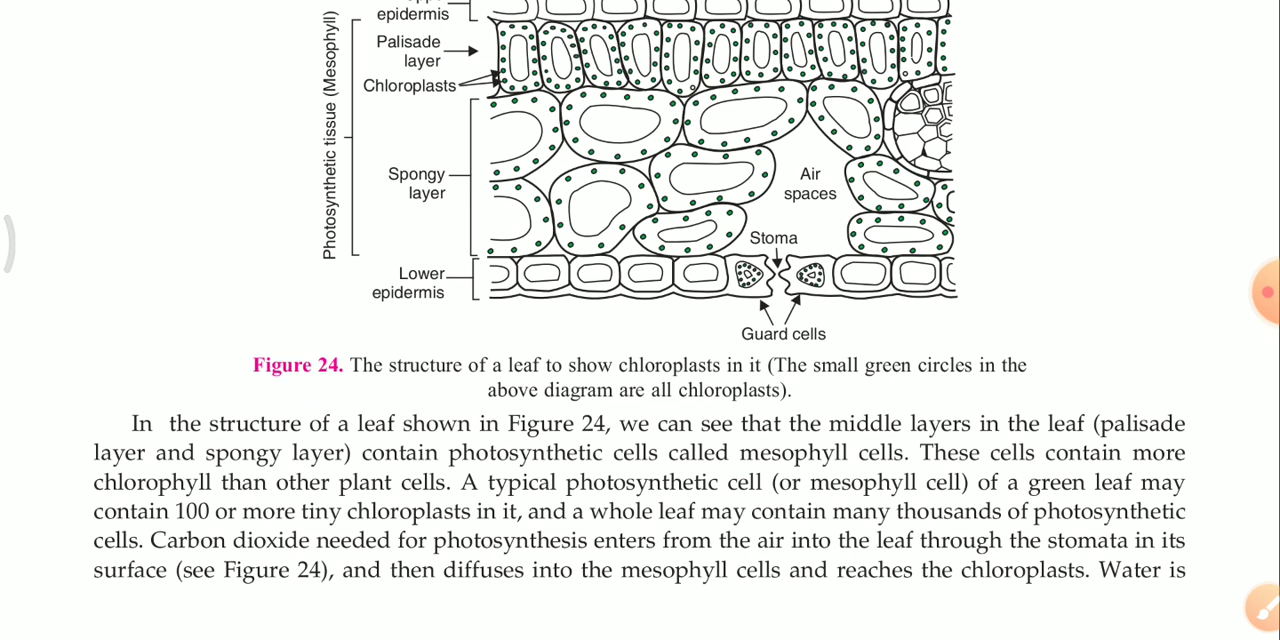 epidermis
Palisade
layer
Chloroplasts
Photosynthetic tissue (Mesophyll)
Spongy
layer
Air
spaces
Stoma
Lower
epidermis
Guard cells
Figure 24. The structure of a leaf to show chloroplasts in it (The small green circles in the
above diagram are all chloroplasts).
In the structure of a leaf shown in Figure 24, we can see that the middle layers in the leaf (palisade
layer and spongy layer) contain photosynthetic cells called mesophyll cells. These cells contain more
chlorophyll than other plant cells. A typical photosynthetic cell (or mesophyll cell) of a green leaf may
contain 100 or more tiny chloroplasts in it, and a whole leaf may contain many thousands of photosynthetic
cells. Carbon dioxide needed for photosynthesis enters from the air into the leaf through the stomata in its
surface (see Figure 24), and then diffuses into the mesophyll cells and reaches the chloroplasts. Water is